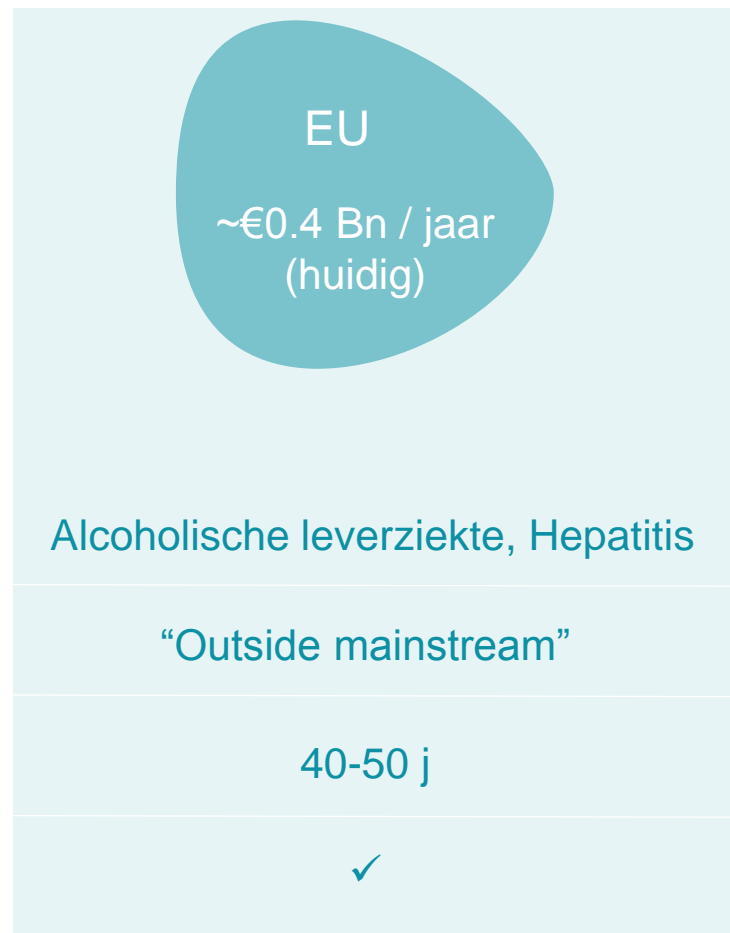 EU
~€0.4 Bn / jaar
(huidig)
Alcoholische leverziekte, Hepatitis
“Outside mainstream”
40-50 j
✓